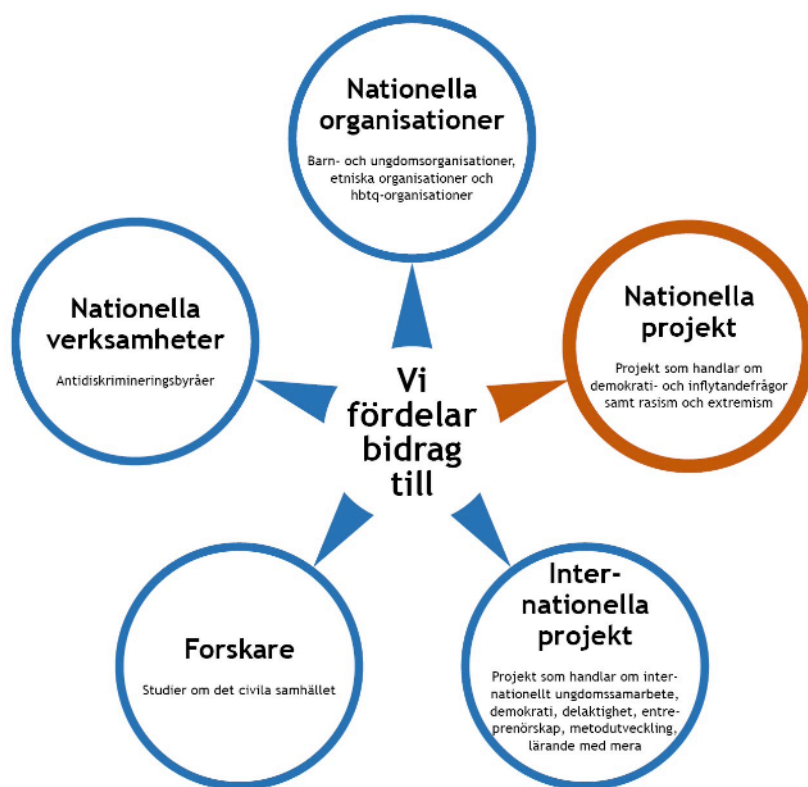 Nationella
organisationer
Barn- och ungdomsorganisationer,
etniska organisationer och
hbtq-organisationer
Nationella
verksamheter
Antidiskrimineringsbyråer
Nationella
projekt
Projekt som handlar om
demokrati- och inflytandefrågor
samt rasism och extremism
Vi
fördelar
bidrag
till
Forskare
Studier om det civila samhället
Inter-
nationella
projekt
Projekt som handlar om inter-
nationellt ungdomssamarbete,
demokrati, delaktighet, entre-
prenörskap, metodutveckling,
lärande med mera